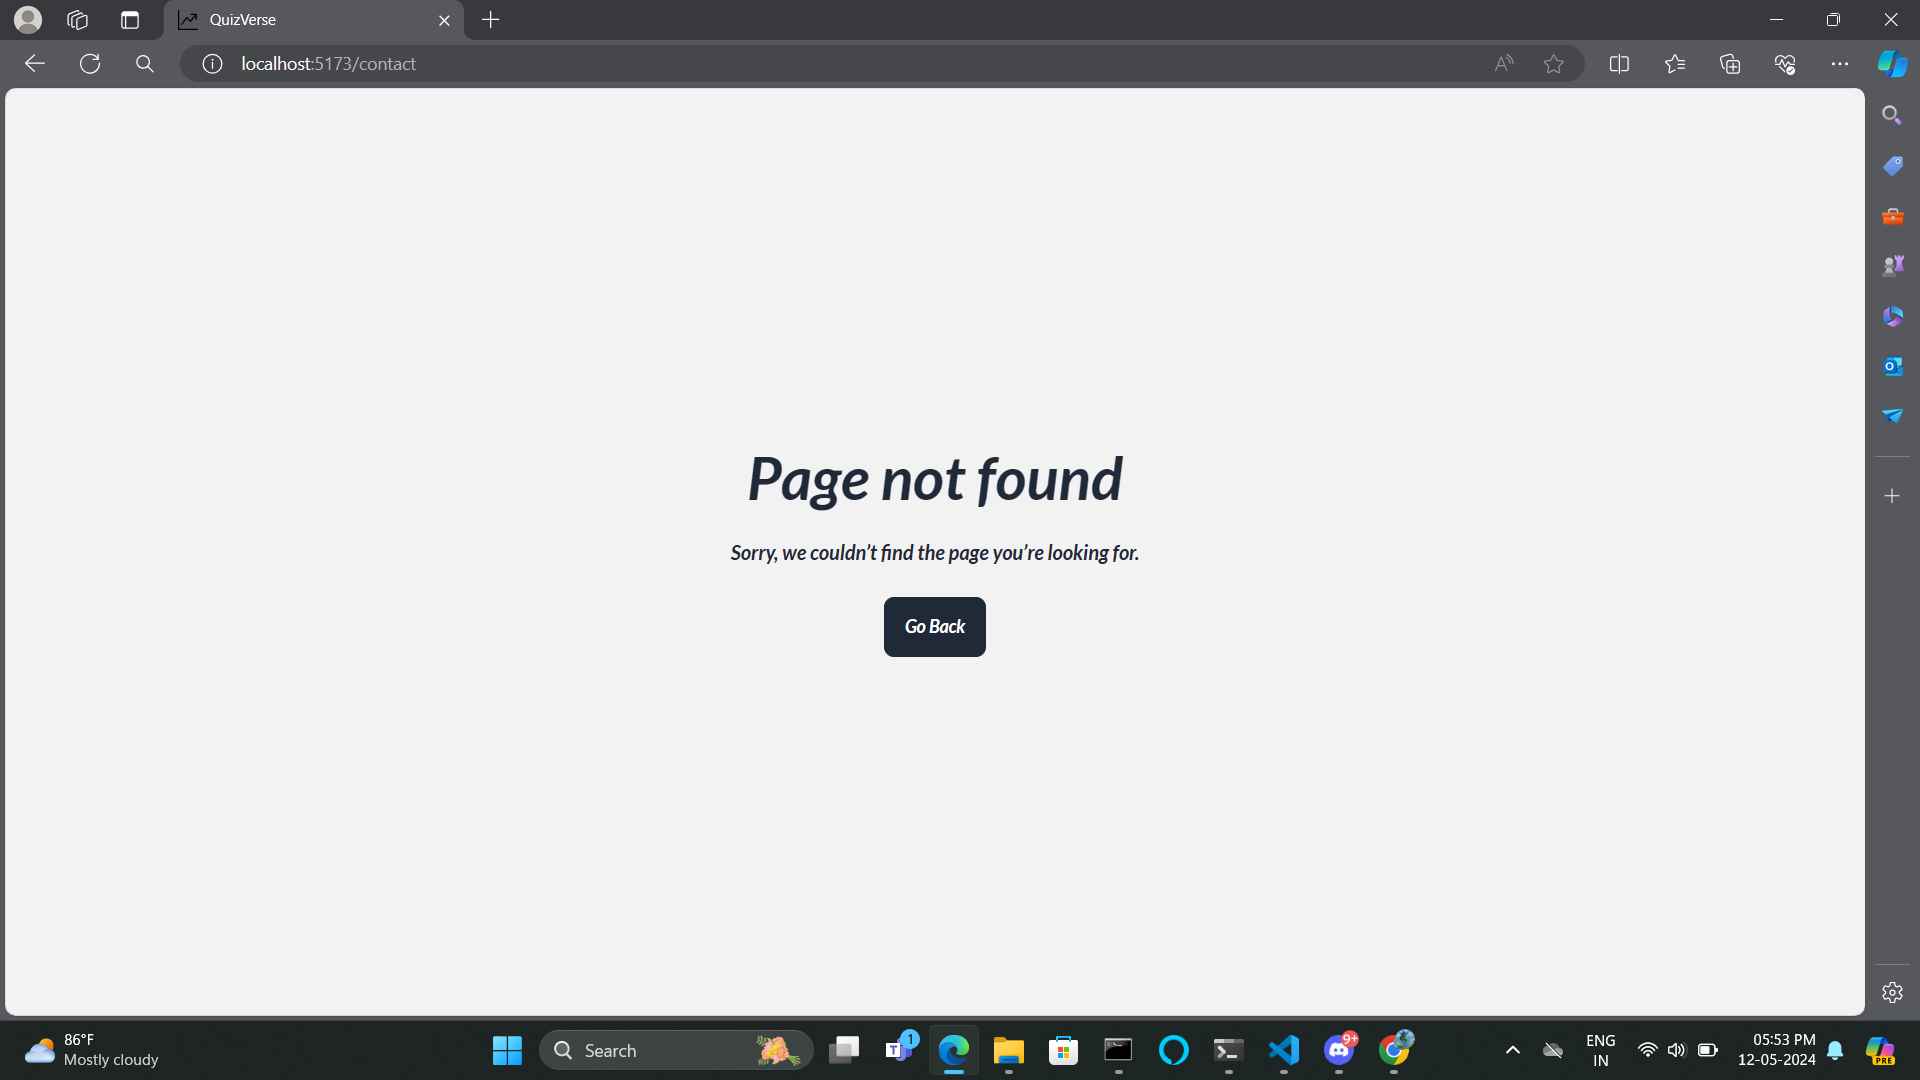 QuizVerse
localhost:5173/contact
Page not found
Sorry, we couldn’t find the page you’re looking for.
Go Back
86°F
Mostly cloudy
Search
1
9+
ENG
IN
05:53 PM
12-05-2024
PRE